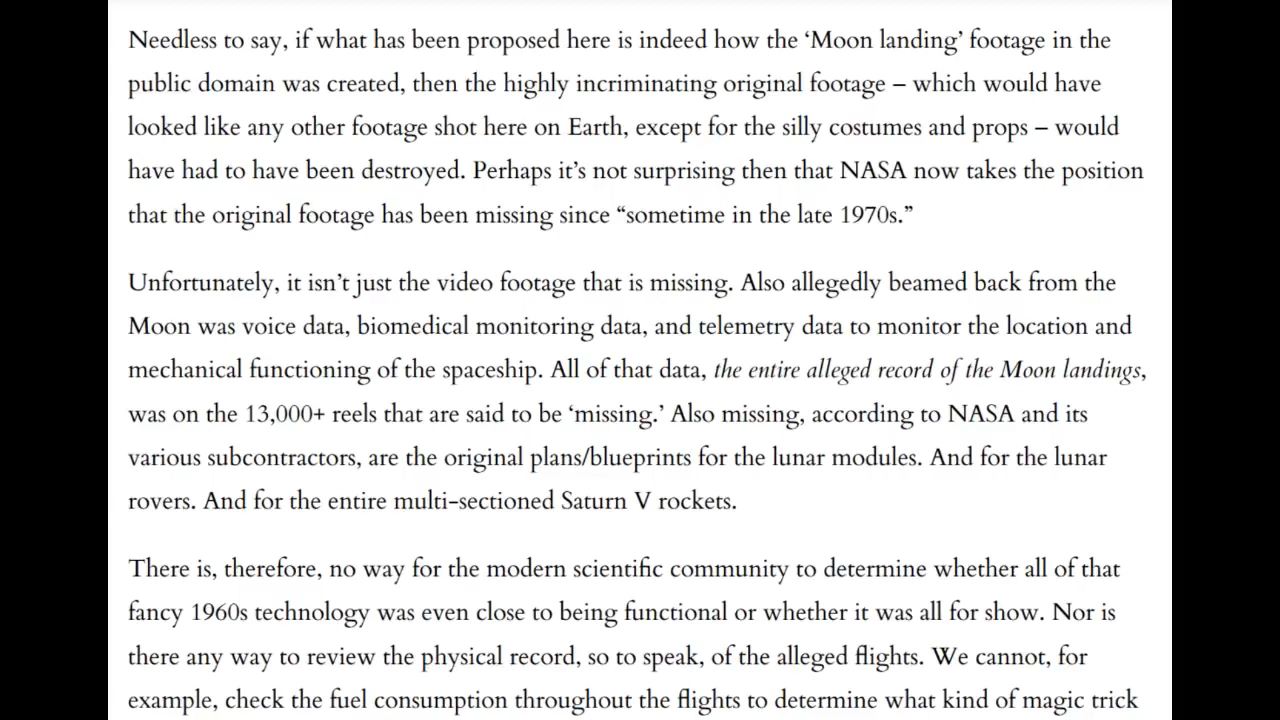 Needless to say, if what has been proposed here is indeed how the ‘Moon landing’ footage in the
public domain was created, then the highly incriminating original footage – which would have
looked like any other footage shot here on Earth, except for the silly costumes and props – would
have had to have been destroyed. Perhaps it’s not surprising then that NASA now takes the position
that the original footage has been missing since “sometime in the late 1970s.”
Unfortunately, it isn’t just the video footage that is missing. Also allegedly beamed back from the
Moon was voice data, biomedical monitoring data, and telemetry data to monitor the location and
mechanical functioning of the spaceship. All of that data, the entire alleged record of the Moon landings,
was on the 13,000+ reels that are said to be ‘missing.’ Also missing, according to NASA and its
various subcontractors, are the original plans/blueprints for the lunar modules. And for the lunar
rovers. And for the entire multi-sectioned Saturn V rockets.
There is, therefore, no way for the modern scientific community to determine whether all of that
fancy 1960s technology was even close to being functional or whether it was all for show. Nor is
there any way to review the physical record, so to speak, of the alleged flights. We cannot, for
example, check the fuel consumption throughout the flights to determine what kind of magic trick